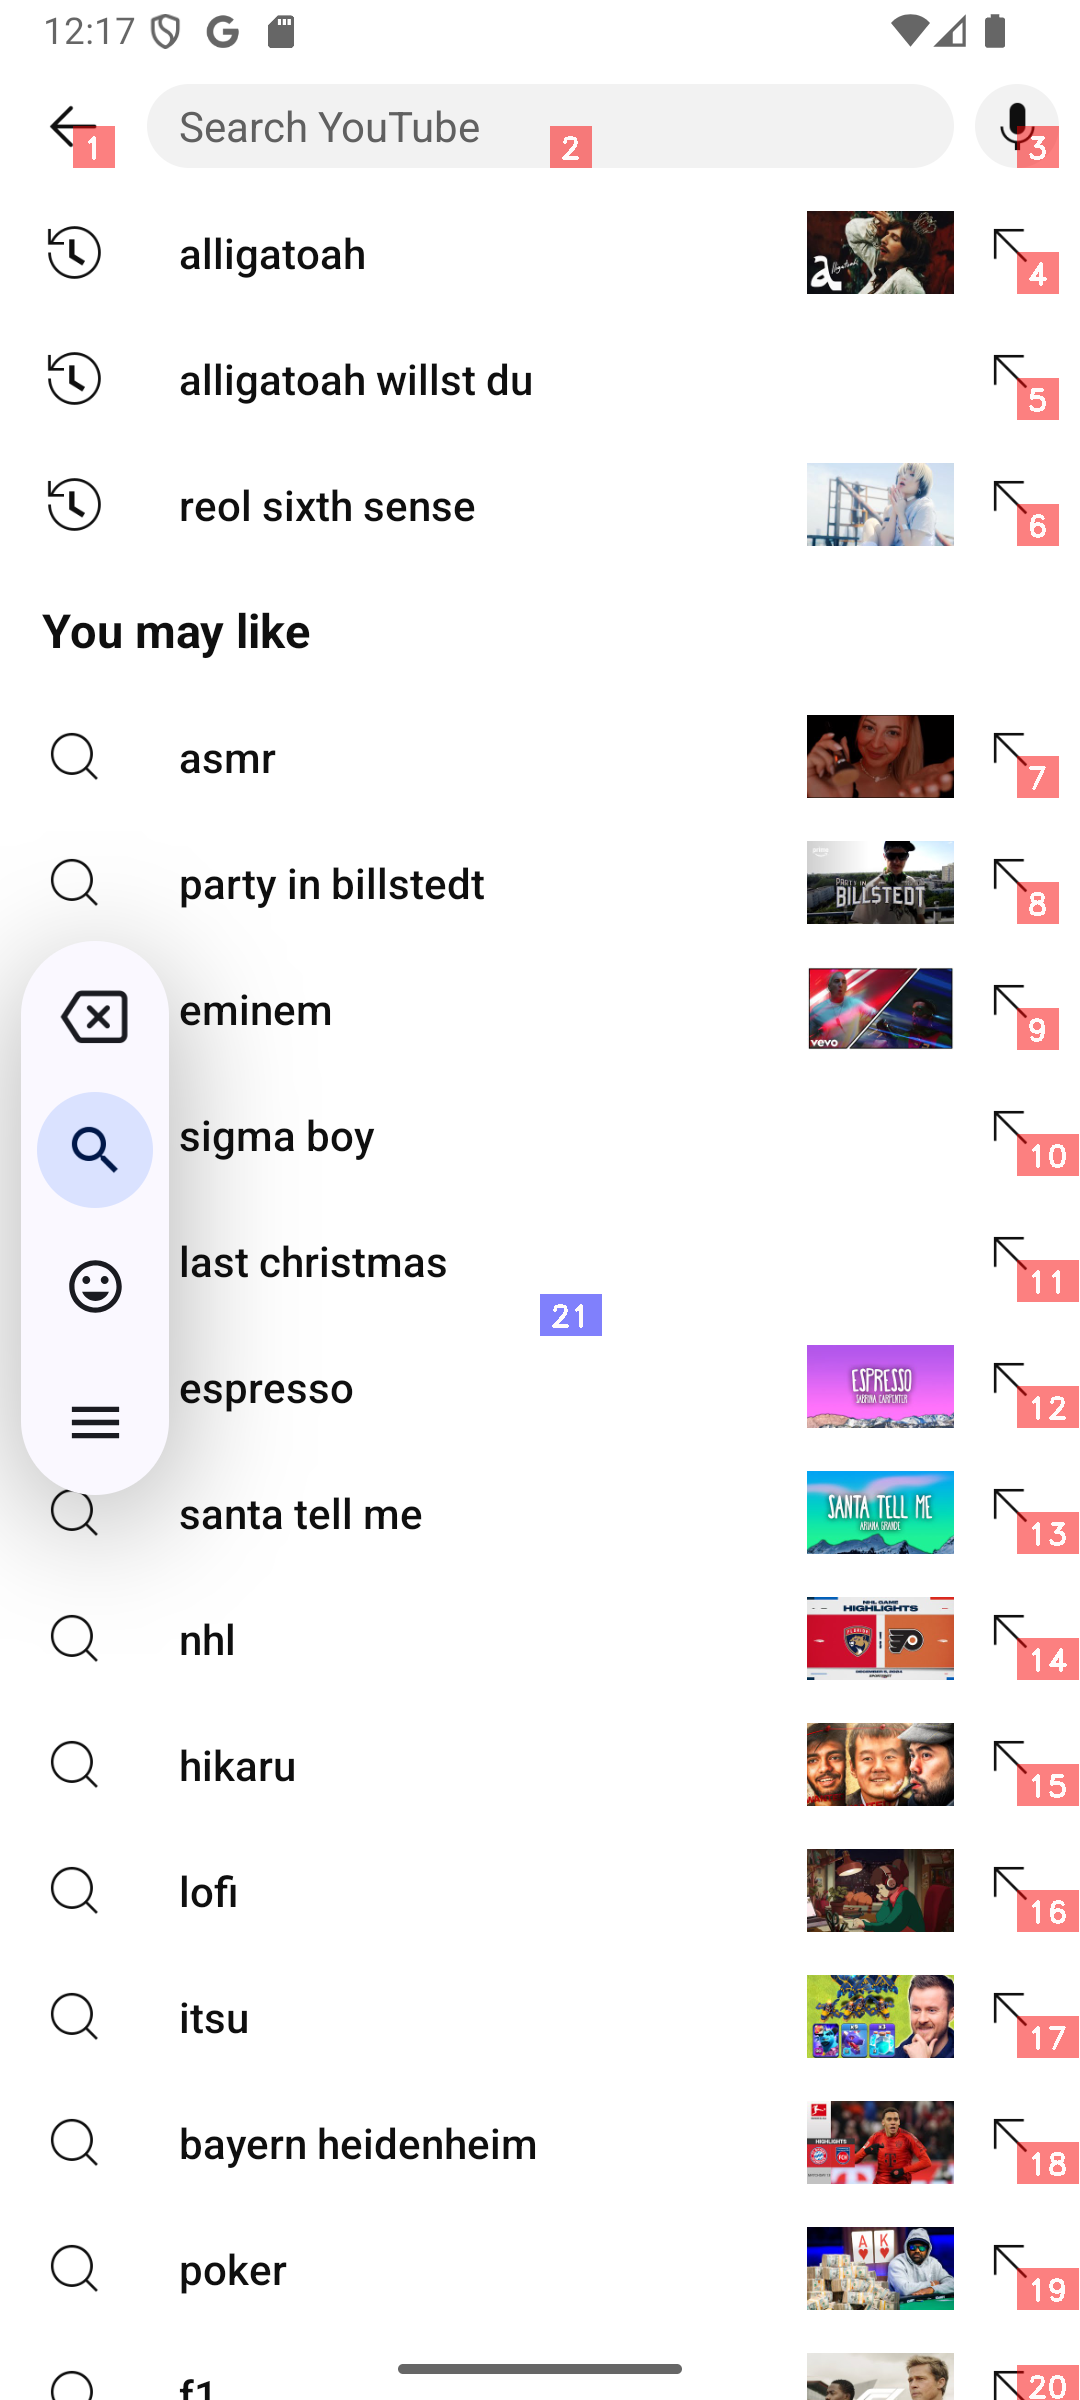 12:17
Search YouTube
1
2
3
alligatoah
a
alligatoah
4
alligatoah willst du
5
reol sixth sense
6
You may like
asmr
7
party in billstedt
prime
PARTY IN
BILLSTEDT
8
eminem
vevo
9
sigma boy
10
last christmas
11
21
espresso
ESPRESSO
SABRINA CARPENTER
12
santa tell me
SANTA TELL ME
ARIANA GRANDE
13
nhl
NHL GAME
HIGHLIGHTS
14
hikaru
15
lofi
16
itsu
17
bayern heidenheim
HIGHLIGHTS
18
poker
A K
19
f1
20